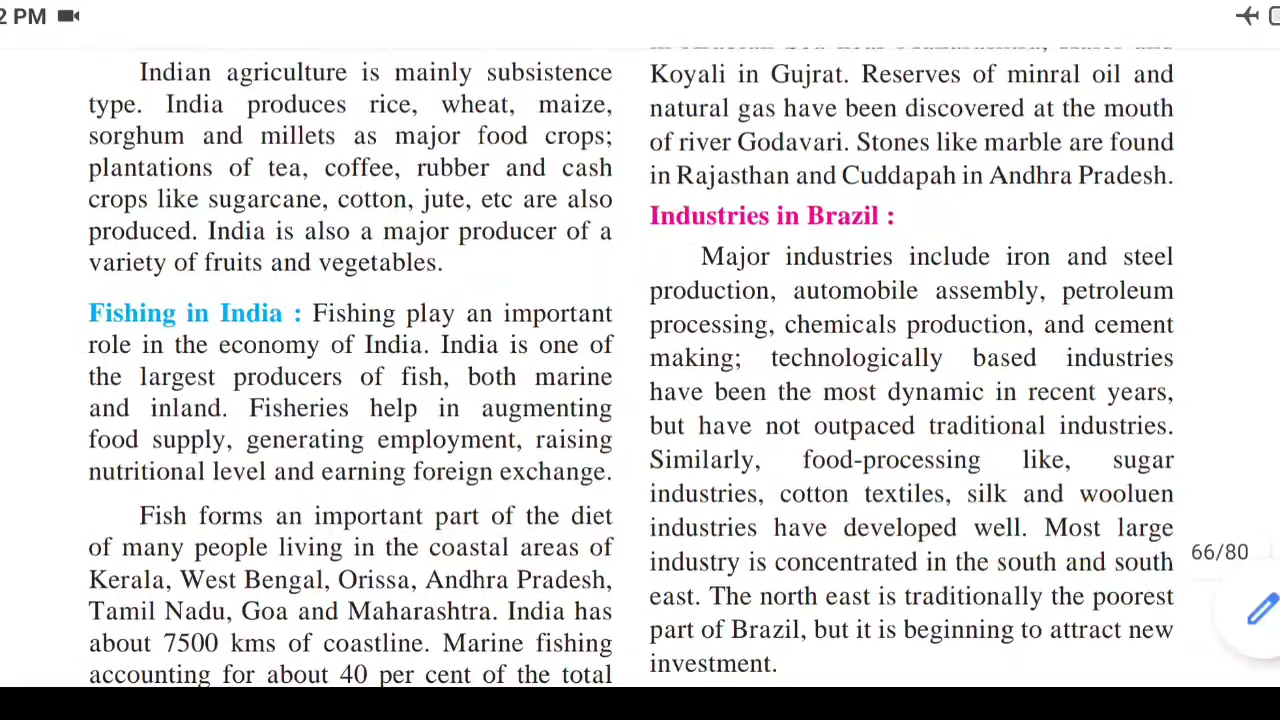 2 PM
Indian agriculture is mainly subsistence
type. India produces rice, wheat, maize,
sorghum and millets as major food crops;
plantations of tea, coffee, rubber and cash
crops like sugarcane, cotton, jute, etc are also
produced. India is also a major producer of a
variety of fruits and vegetables.
Fishing in India : Fishing play an important
role in the economy of India. India is one of
the largest producers of fish, both marine
and inland. Fisheries help in augmenting
food supply, generating employment, raising
nutritional level and earning foreign exchange.
Fish forms an important part of the diet
of many people living in the coastal areas of
Kerala, West Bengal, Orissa, Andhra Pradesh,
Tamil Nadu, Goa and Maharashtra. India has
about 7500 kms of coastline. Marine fishing
accounting for about 40 per cent of the total
Koyali in Gujrat. Reserves of minral oil and
natural gas have been discovered at the mouth
of river Godavari. Stones like marble are found
in Rajasthan and Cuddapah in Andhra Pradesh.
Industries in Brazil :
Major industries include iron and steel
production, automobile assembly, petroleum
processing, chemicals production, and cement
making; technologically based industries
have been the most dynamic in recent years,
but have not outpaced traditional industries.
Similarly, food-processing like, sugar
industries, cotton textiles, silk and wooluen
industries have developed well. Most large
industry is concentrated in the south and south
east. The north east is traditionally the poorest
part of Brazil, but it is beginning to attract new
investment.
66/80